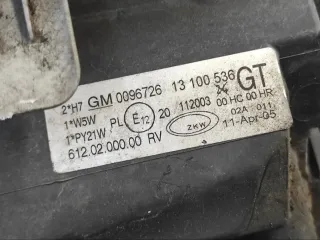 2*H7 GM 0096726 13 100 536 GT
1*W5W PL E12 20 112003 00 HC 00 HR
1*PY21W ZKW 02A 011
612.02.000.00 RV 11-Apr-05